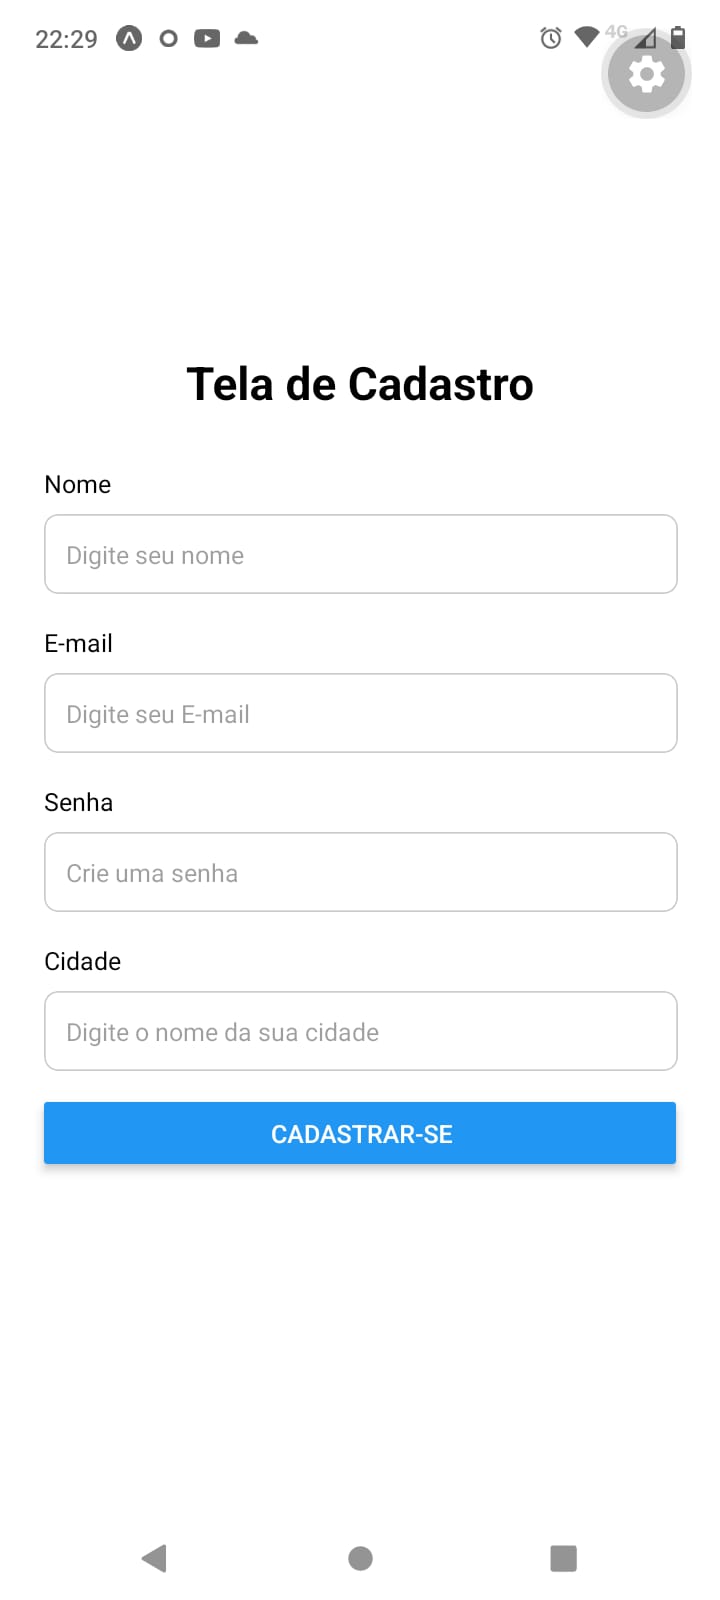 22:29
4G
Tela de Cadastro
Nome
Digite seu nome
E-mail
Digite seu E-mail
Senha
Crie uma senha
Cidade
Digite o nome da sua cidade
CADASTRAR-SE